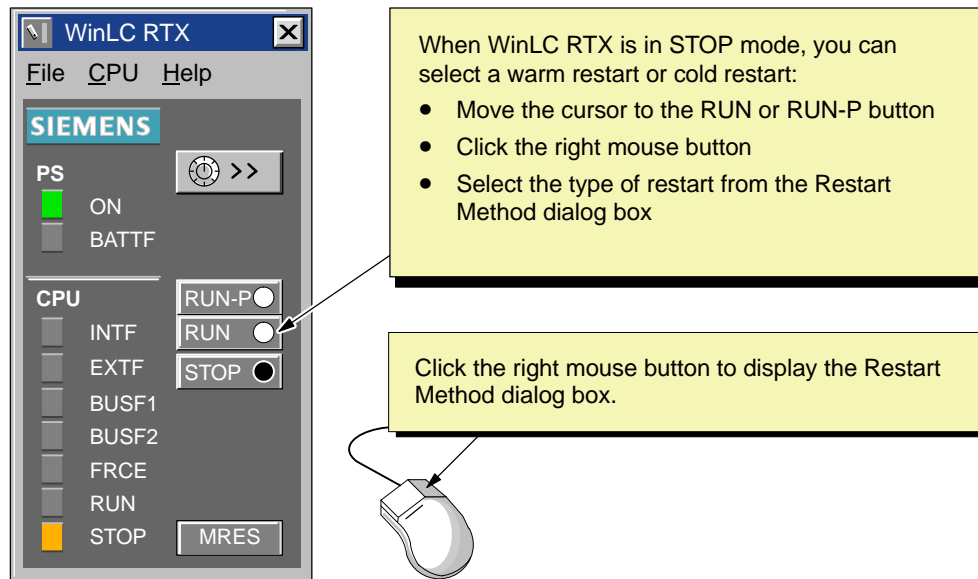 WinLC RTX
File CPU Help
SIEMENS
PS
>>
ON
BATTF
CPU
RUN-P
INTF
RUN
EXTF
STOP
BUSF1
BUSF2
FRCE
RUN
STOP
MRES
When WinLC RTX is in STOP mode, you can
select a warm restart or cold restart:
• Move the cursor to the RUN or RUN-P button
• Click the right mouse button
• Select the type of restart from the Restart
Method dialog box
Click the right mouse button to display the Restart
Method dialog box.